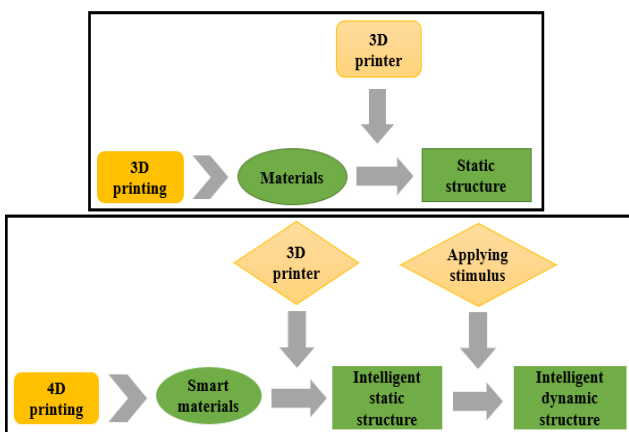 3D
printer
3D
printing
Materials
Static
structure
3D
printer
Applying
stimulus
4D
printing
Smart
materials
Intelligent
static
structure
Intelligent
dynamic
structure